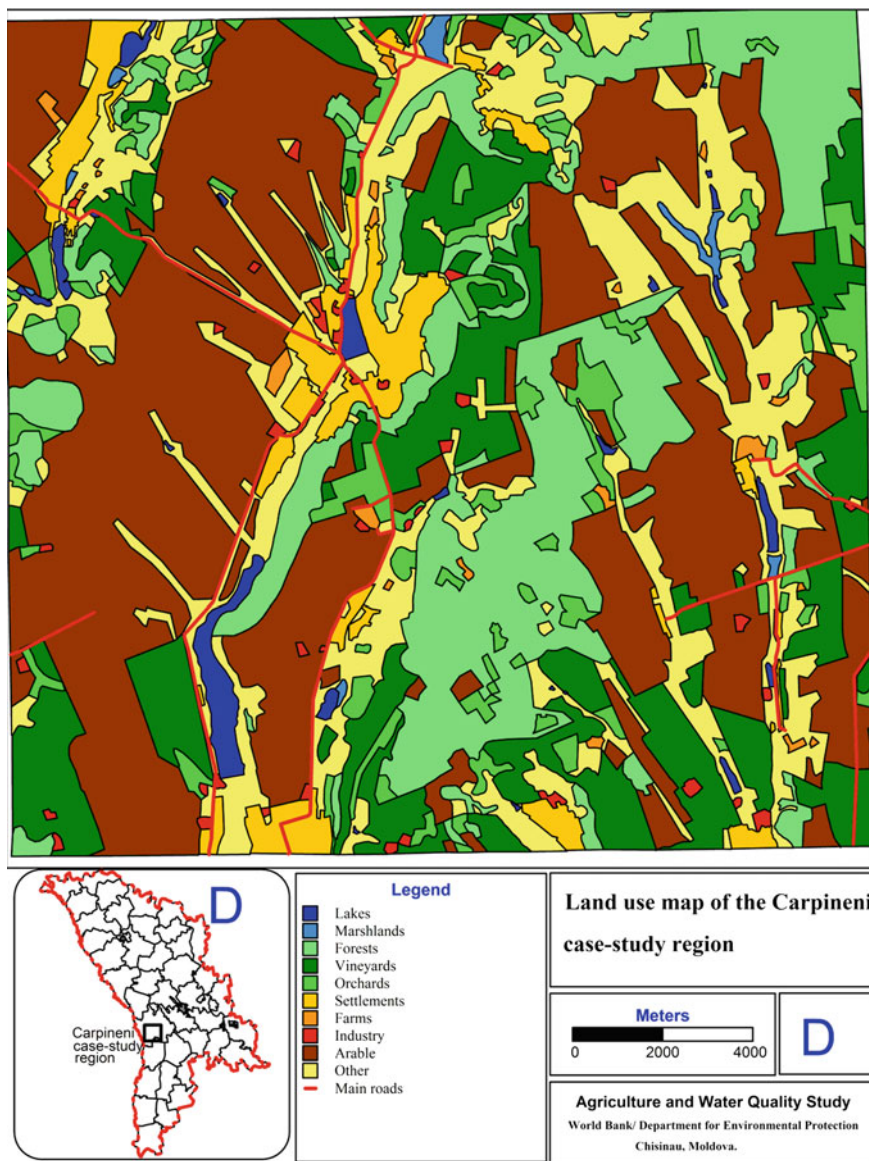 D
Carpineni
case-study
region
Legend
Lakes
Marshlands
Forests
Vineyards
Orchards
Settlements
Farms
Industry
Arable
Other
Main roads
Land use map of the Carpineni
case-study region
Meters
0 2000 4000
D
Agriculture and Water Quality Study
World Bank/ Department for Environmental Protection
Chisinau, Moldova.